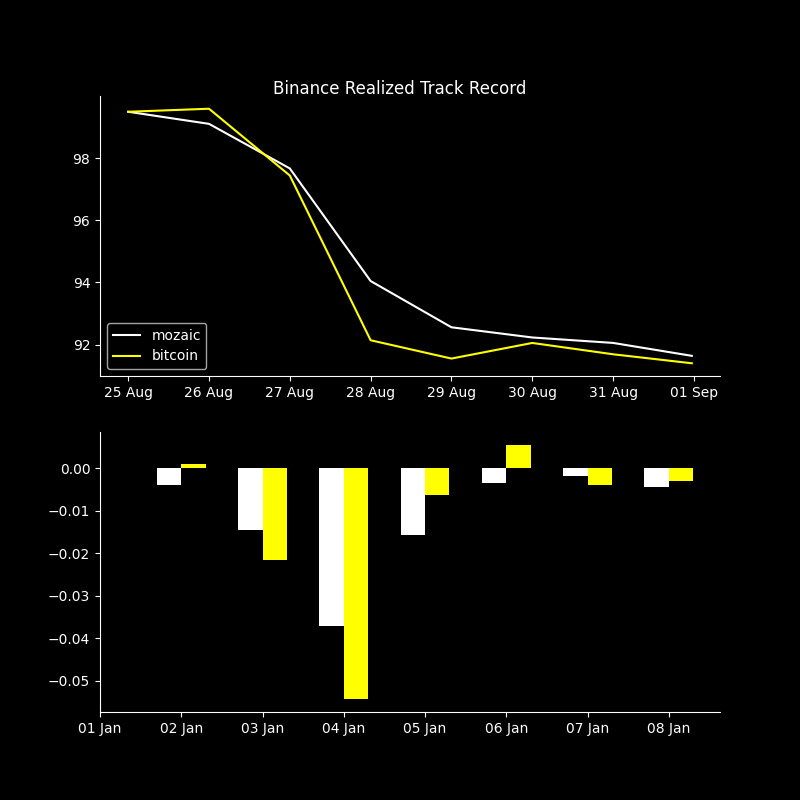 Binance Realized Track Record
98
96
94
92
mozaic
bitcoin
25 Aug 26 Aug 27 Aug 28 Aug 29 Aug 30 Aug 31 Aug 01 Sep
0.00
−0.01
−0.02
−0.03
−0.04
−0.05
01 Jan 02 Jan 03 Jan 04 Jan 05 Jan 06 Jan 07 Jan 08 Jan